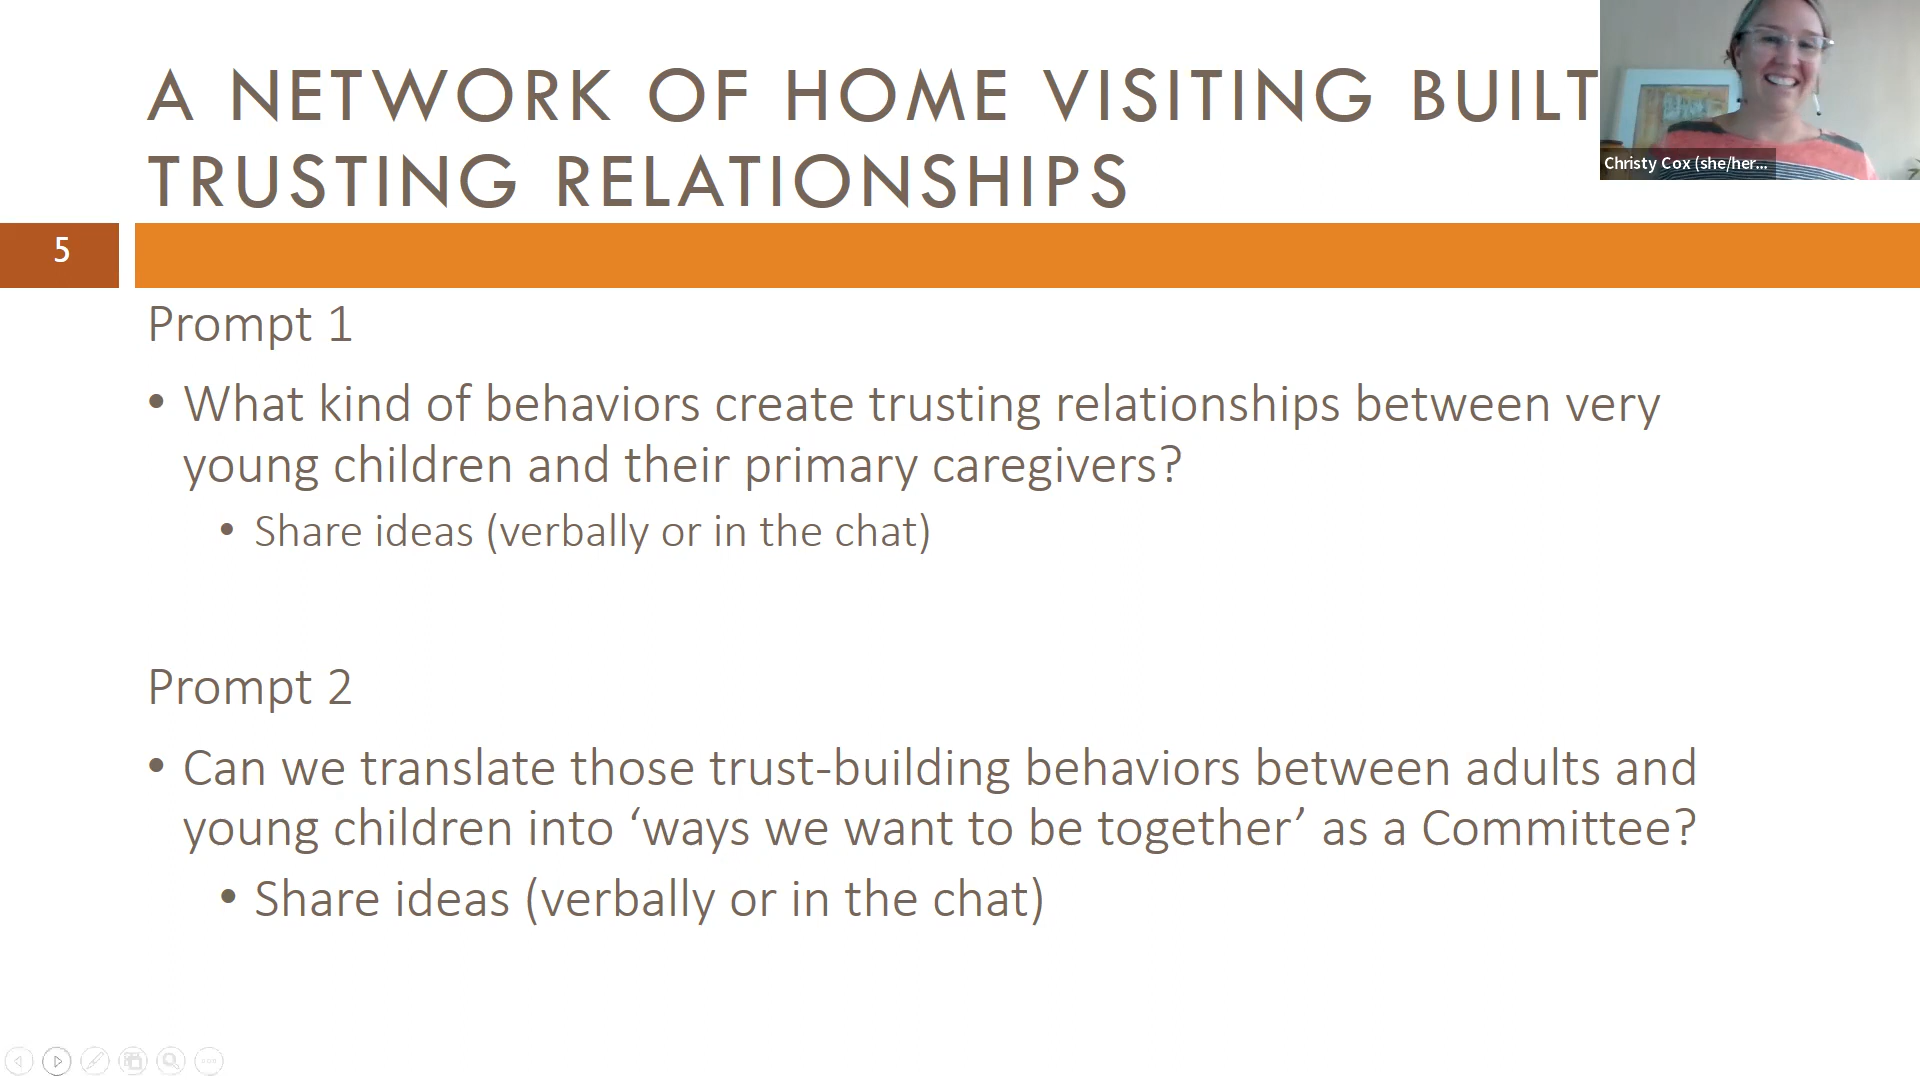 A NETWORK OF HOME VISITING BUILT
TRUSTING RELATIONSHIPS
Christy Cox (she/her...
5
Prompt 1
• What kind of behaviors create trusting relationships between very
young children and their primary caregivers?
• Share ideas (verbally or in the chat)
Prompt 2
• Can we translate those trust-building behaviors between adults and
young children into ‘ways we want to be together’ as a Committee?
• Share ideas (verbally or in the chat)